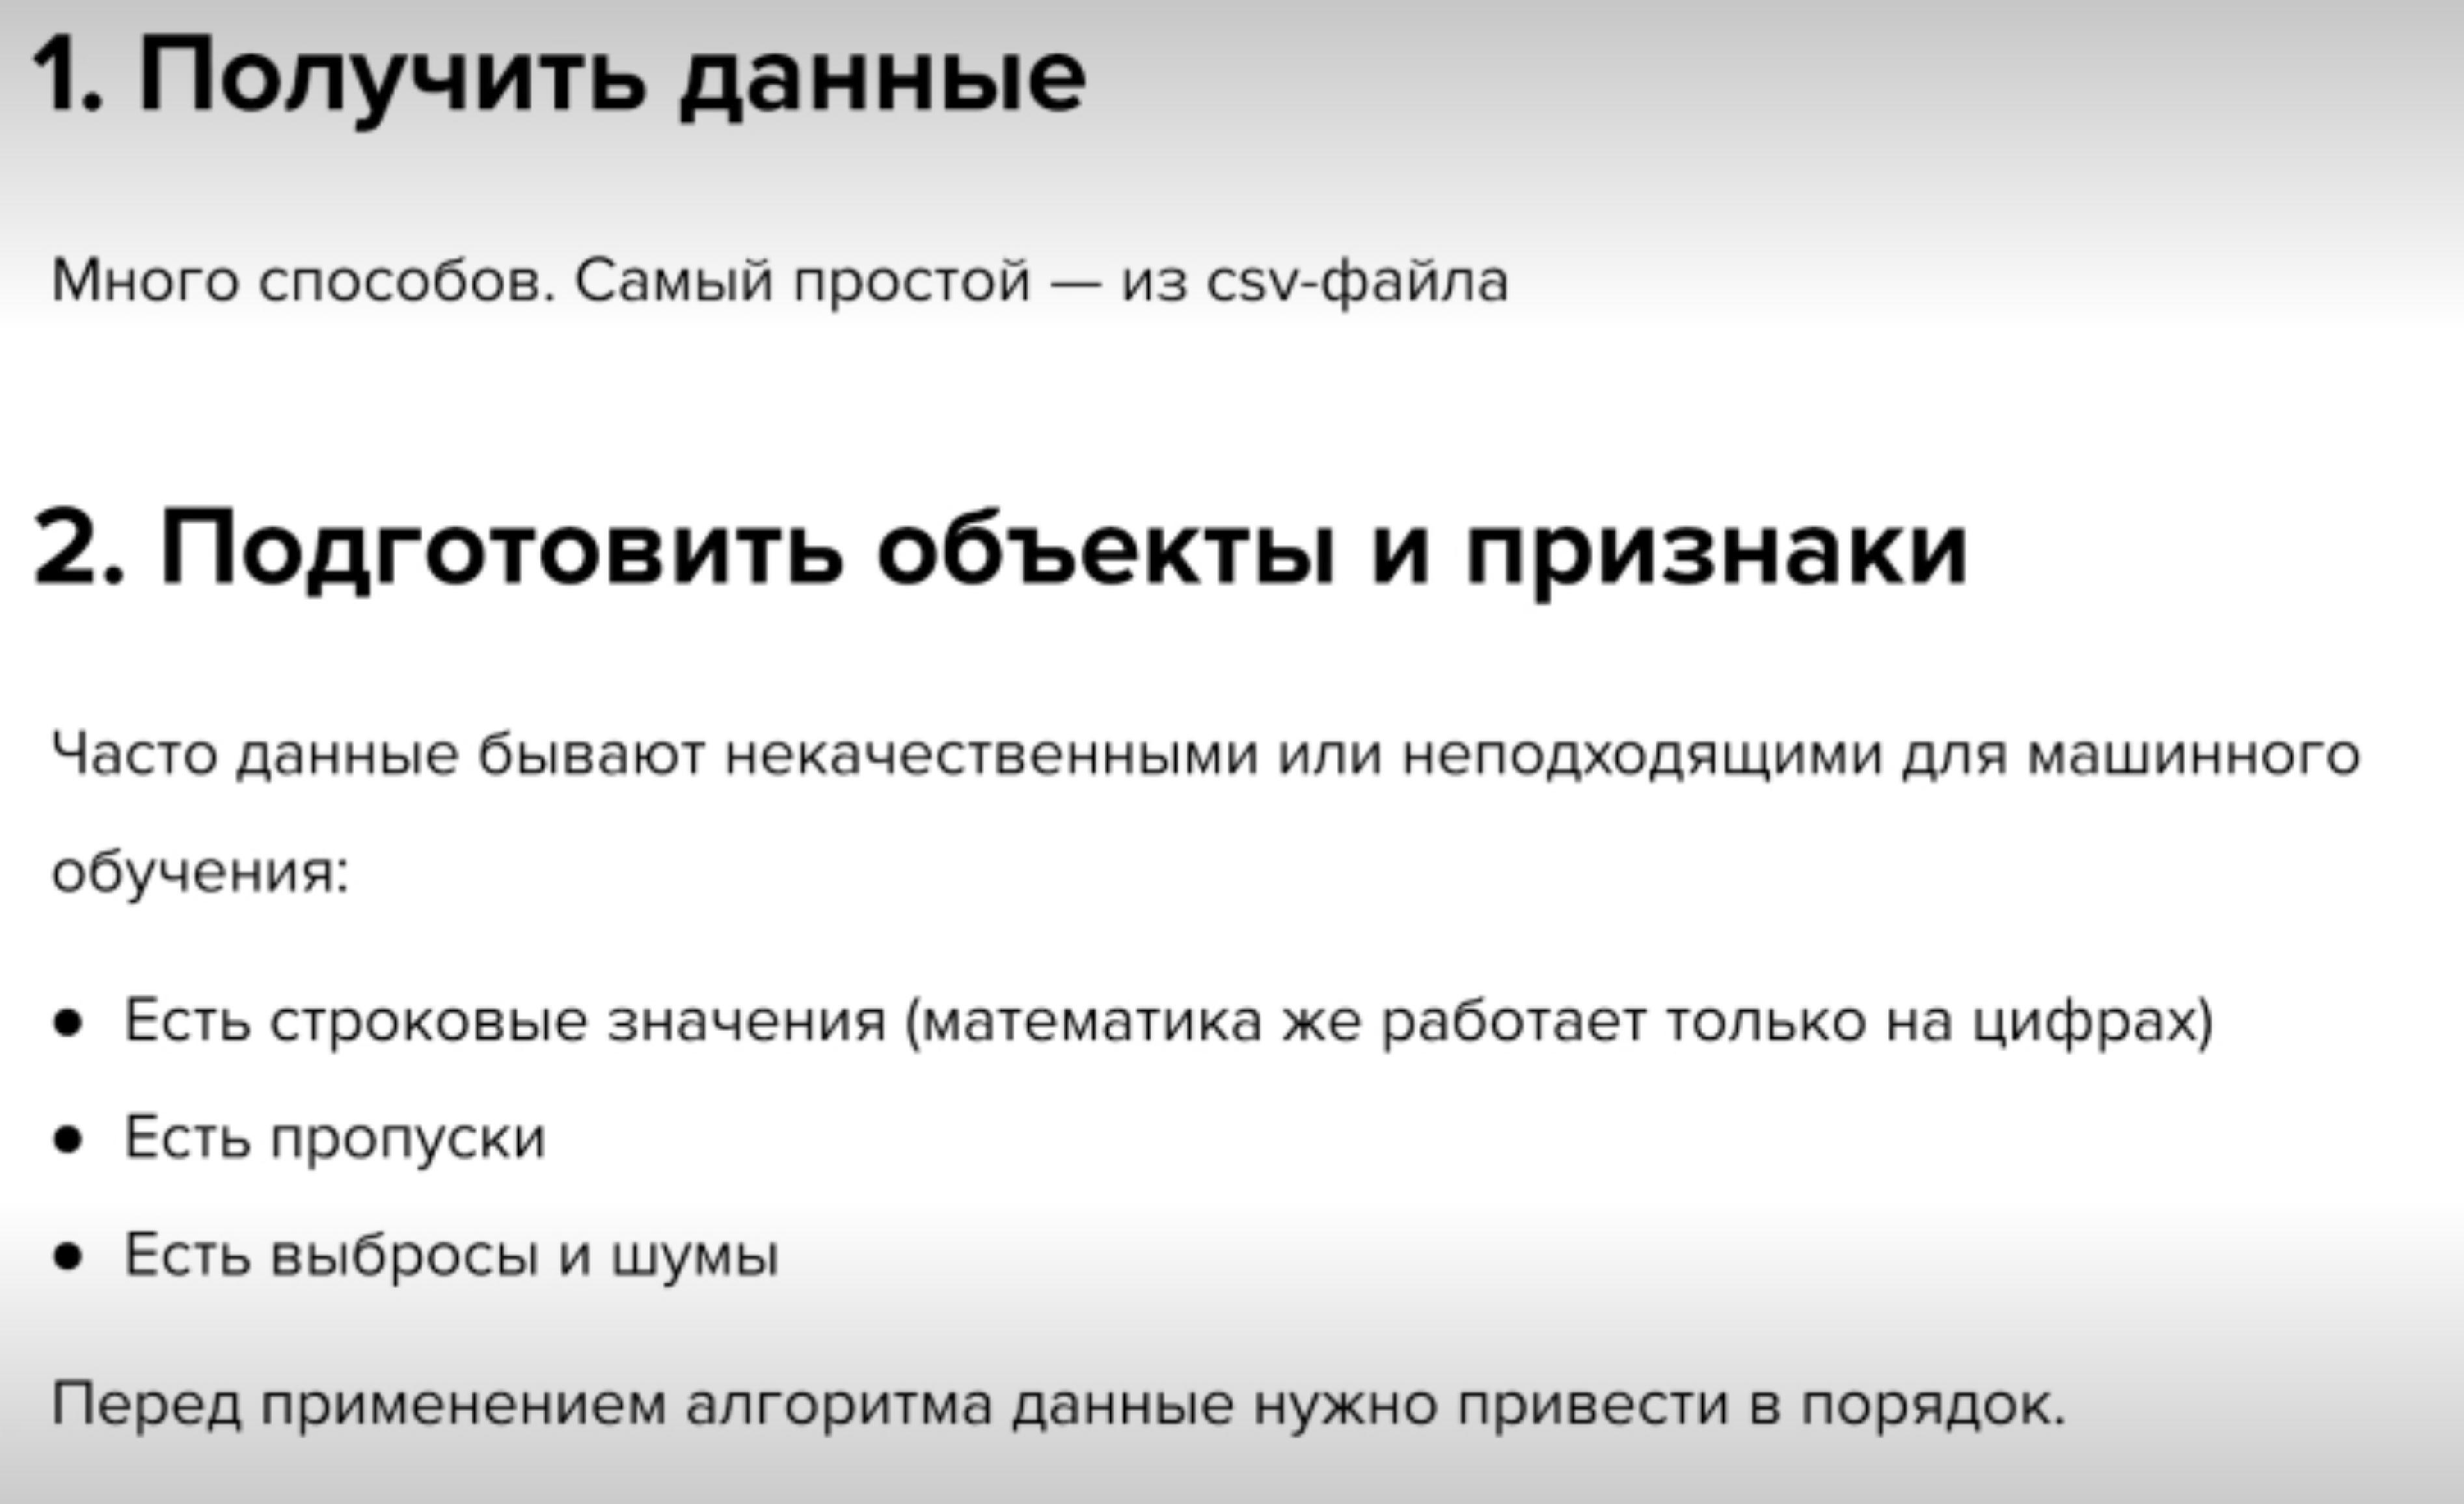 1. Получить данные
Много способов. Самый простой — из csv-файла
2. Подготовить объекты и признаки
Часто данные бывают некачественными или неподходящими для машинного
обучения:
● Есть строковые значения (математика же работает только на цифрах)
● Есть пропуски
● Есть выбросы и шумы
Перед применением алгоритма данные нужно привести в порядок.